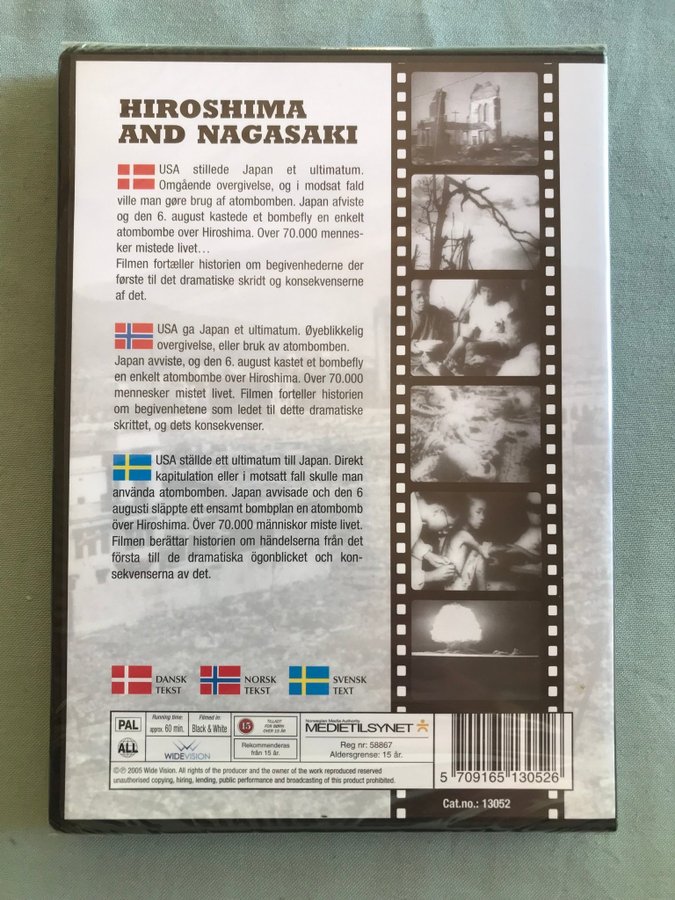 HIROSHIMA
AND NAGASAKI
USA stillede Japan et ultimatum.
Omgående overgivelse, og i modsat fald
ville man gøre brug af atombomben. Japan afviste
og den 6. august kastede et bombefly en enkelt
atombombe over Hiroshima. Over 70.000 mennes-
ker mistede livet…
Filmen fortæller historien om begivenhederne der
første til det dramatiske skridt og konsekvenserne
af det.
USA ga Japan et ultimatum. Øyeblikkelig
overgivelse, eller bruk av atombomben.
Japan avviste, og den 6. august kastet et bombefly
en enkelt atombombe over Hiroshima. Over 70.000
mennesker mistet livet. Filmen forteller historien
om begivenhetene som ledet til dette dramatiske
skrittet, og dets konsekvenser.
USA ställde ett ultimatum till Japan. Direkt
kapitulation eller i motsatt fall skulle man
använda atombomben. Japan avvisade och den 6
augusti släppte ett ensamt bombplan en atombomb
över Hiroshima. Över 70.000 människor miste livet.
Filmen berättar historien om händelserna från det
första till de dramatiska ögonblicket och kon-
sekvenserna av det.
DANSK
TEKST
NORSK
TEKST
SVENSK
TEXT
PAL
Running time:
approx. 60 min.
Filmed in:
Black & White
15
TILLADT
FOR BØRN
OVER 15 ÅR
Norwegian Media Authority
MEDIETILSYNET
ALL
WIDEVISION
Rekommenderas
från 15 år.
Reg nr: 58867
Aldersgrense: 15 år.
©℗ 2005 Wide Vision. All rights of the producer and the owner of the work reproduced reserved
unauthorised copying, hiring, lending, public performance and broadcasting of this product prohibited.
5 709165 130526
Cat.no.: 13052